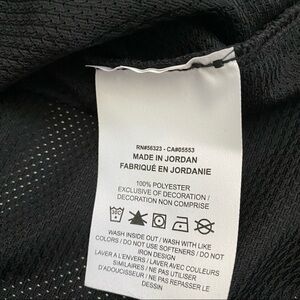 RN#56323 - CA#05553
MADE IN JORDAN
FABRIQUÉ EN JORDANIE
100% POLYESTER
EXCLUSIVE OF DECORATION /
DECORATION NON COMPRISE
WASH INSIDE OUT / WASH WITH LIKE
COLORS / DO NOT USE SOFTENERS / DO NOT
IRON DESIGN
LAVER A L'ENVERS / LAVER AVEC COULEURS
SIMILAIRES / NE PAS UTILISER
D'ADOUCISSEUR / NE PAS REPASSER LE
DESSIN